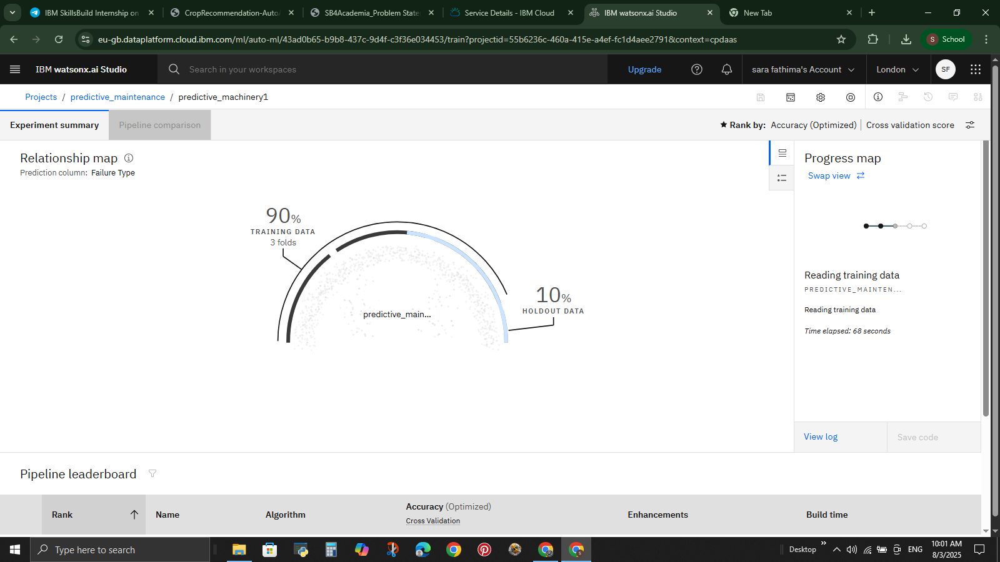 IBM SkillsBuild Internship on
CropRecommendation-AutoA
SB4Academia_Problem State
Service Details - IBM Cloud
IBM watsonx.ai Studio
New Tab
eu-gb.dataplatform.cloud.ibm.com/ml/auto-ml/43ad0b65-b9b8-437c-9d4f-c3f36e034453/train?projectid=55b6236c-460a-415e-a4ef-fc1d4aee2791&context=cpdaas
S School
IBM watsonx.ai Studio
Search in your workspaces
Upgrade
sara fathima's Account
London
SF
Projects / predictive_maintenance / predictive_machinery1
Experiment summary
Pipeline comparison
Rank by: Accuracy (Optimized) | Cross validation score
Relationship map
Prediction column: Failure Type
90%
TRAINING DATA
3 folds
10%
HOLDOUT DATA
predictive_main...
Progress map
Swap view
Reading training data
PREDICTIVE_MAINTEN...
Reading training data
Time elapsed: 68 seconds
View log
Save code
Pipeline leaderboard
Rank
Name
Algorithm
Accuracy (Optimized)
Cross Validation
Enhancements
Build time
Type here to search
Desktop
ENG
10:01 AM
8/3/2025